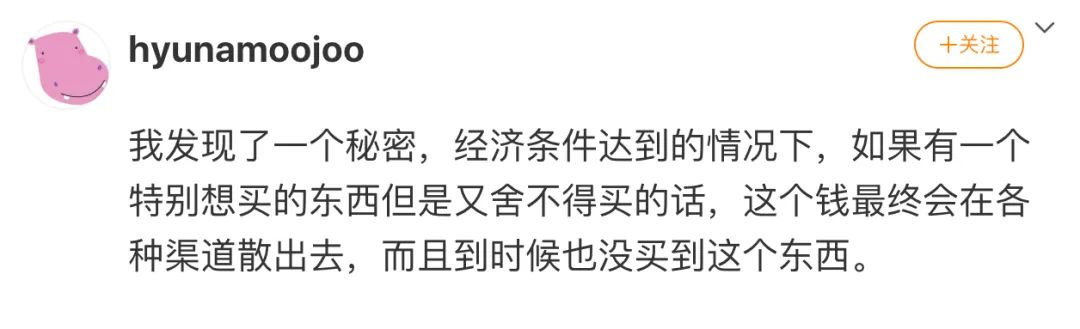 hyunamoojoo
+关注
我发现了一个秘密，经济条件达到的情况下，如果有一个
特别想买的东西但是又舍不得买的话，这个钱最终会在各
种渠道散出去，而且到时候也没买到这个东西。